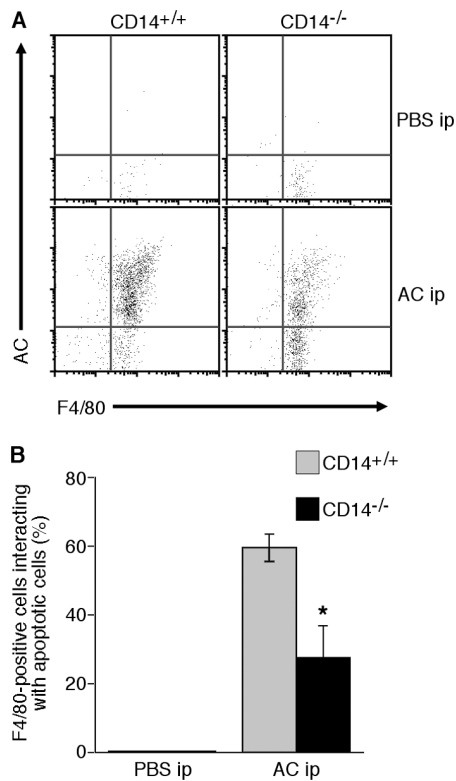 A
CD14+/+
CD14-/-
PBS ip
AC ip
AC
F4/80
B
CD14+/+
CD14-/-
F4/80-positive cells interacting
with apoptotic cells (%)
80
60
40
20
0
*
PBS ip
AC ip